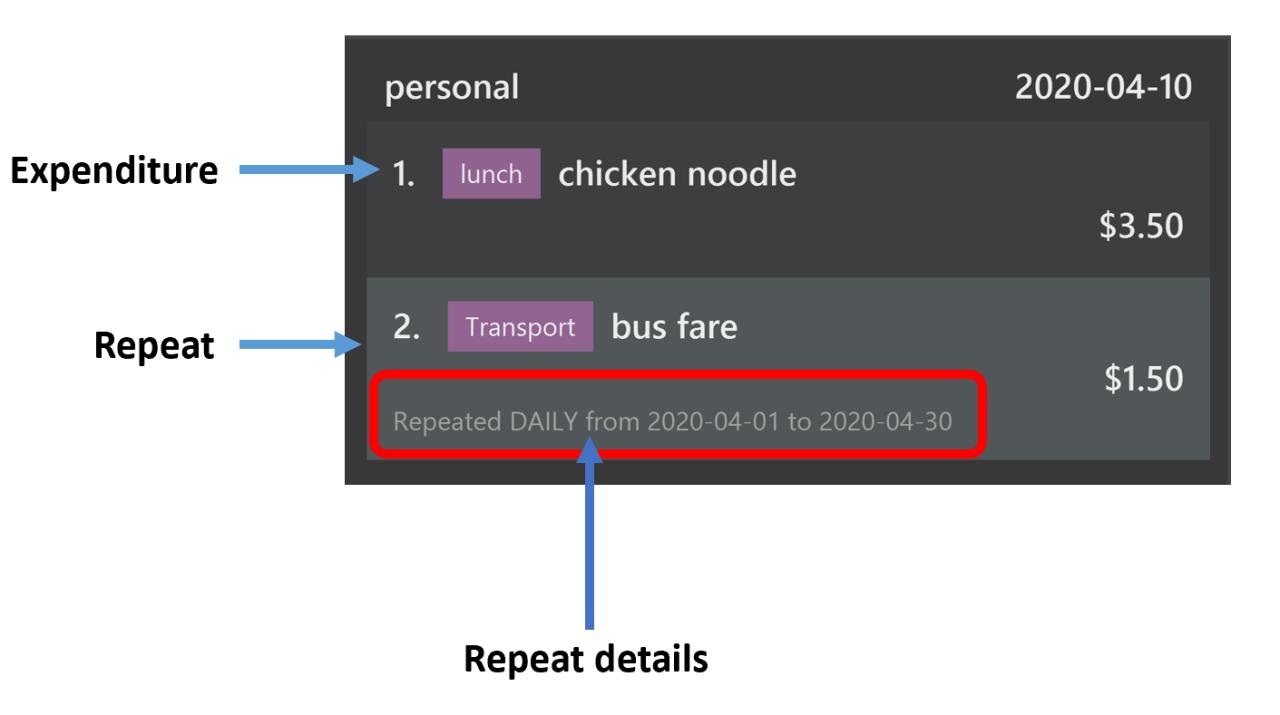 personal 2020-04-10
Expenditure 1. lunch chicken noodle
$3.50
Repeat 2. Transport bus fare
$1.50
Repeated DAILY from 2020-04-01 to 2020-04-30
Repeat details